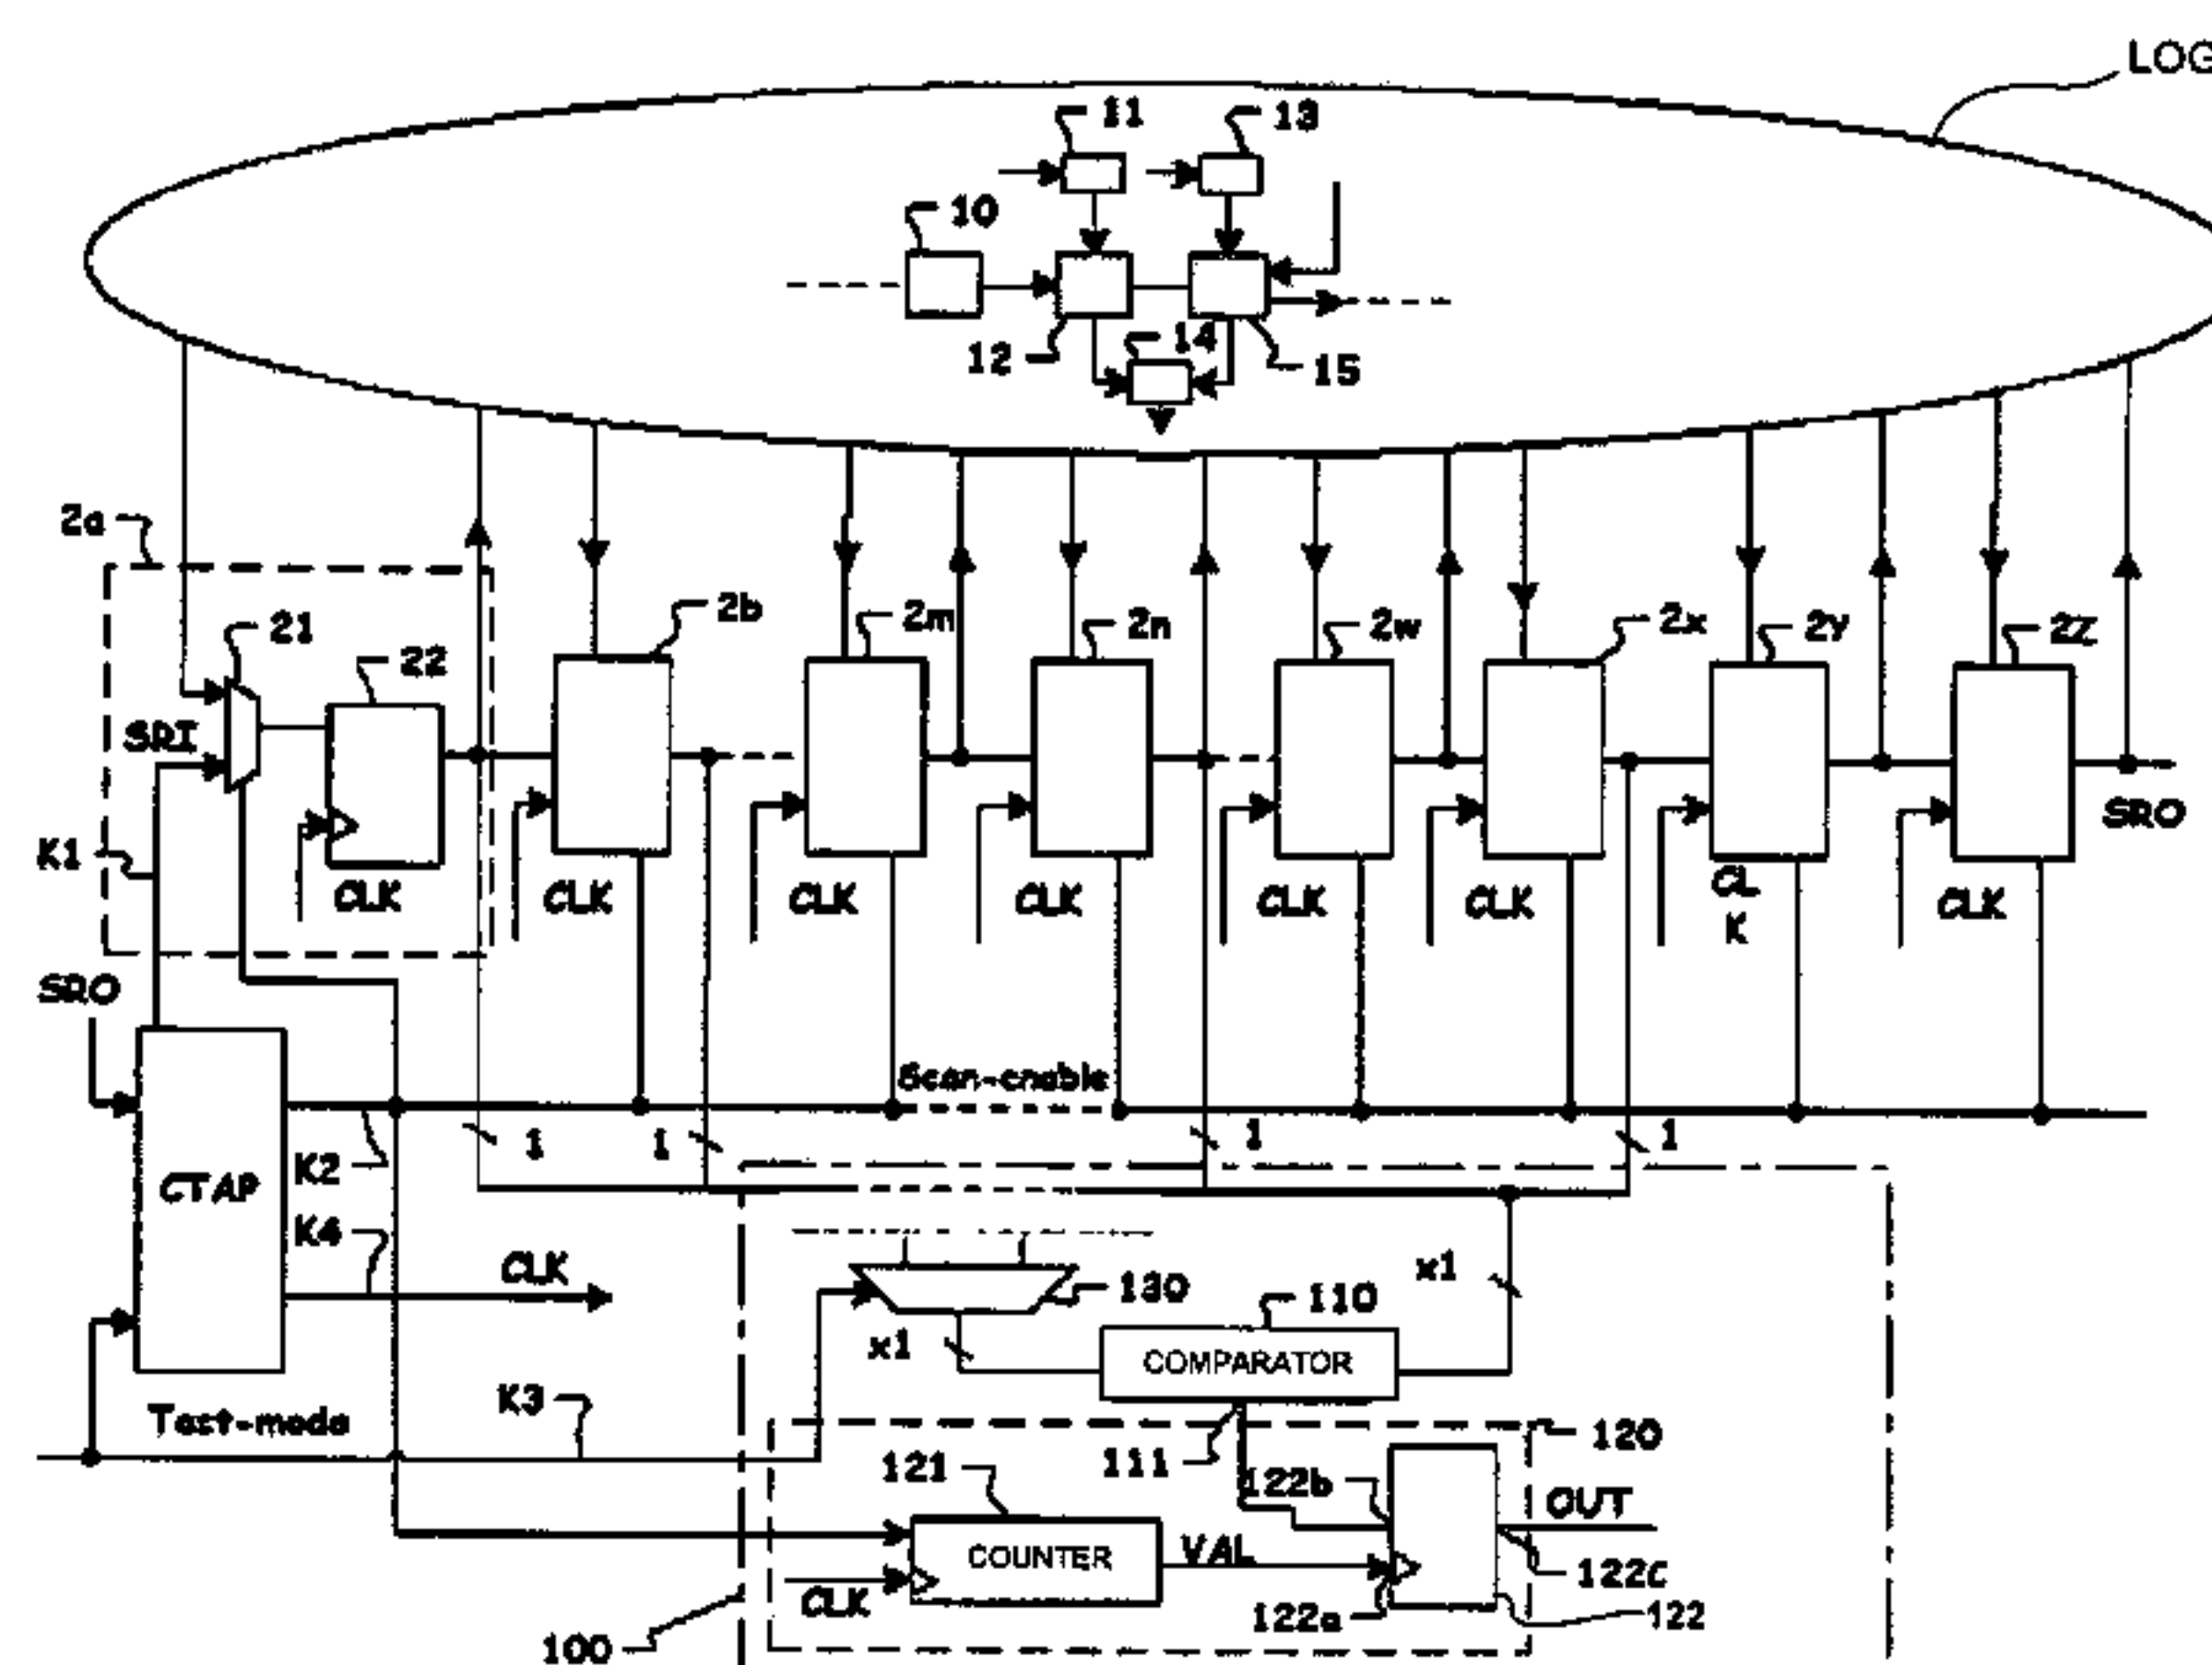 LOG
11
13
10
12
14
15
2a
21
22
2b
2m
2n
2w
2x
2y
2Z
SRI
SRO
K1
CLK
CLK
CLK
CLK
CLK
CLK
CL
K
CLK
SRO
Scan-enable
1
1
1
1
K2
CTAP
K4
CLK
x1
130
110
x1
COMPARATOR
K3
Test-mode
111
120
121
122b
OUT
COUNTER
VAL
122c
CLK
122a
122
100